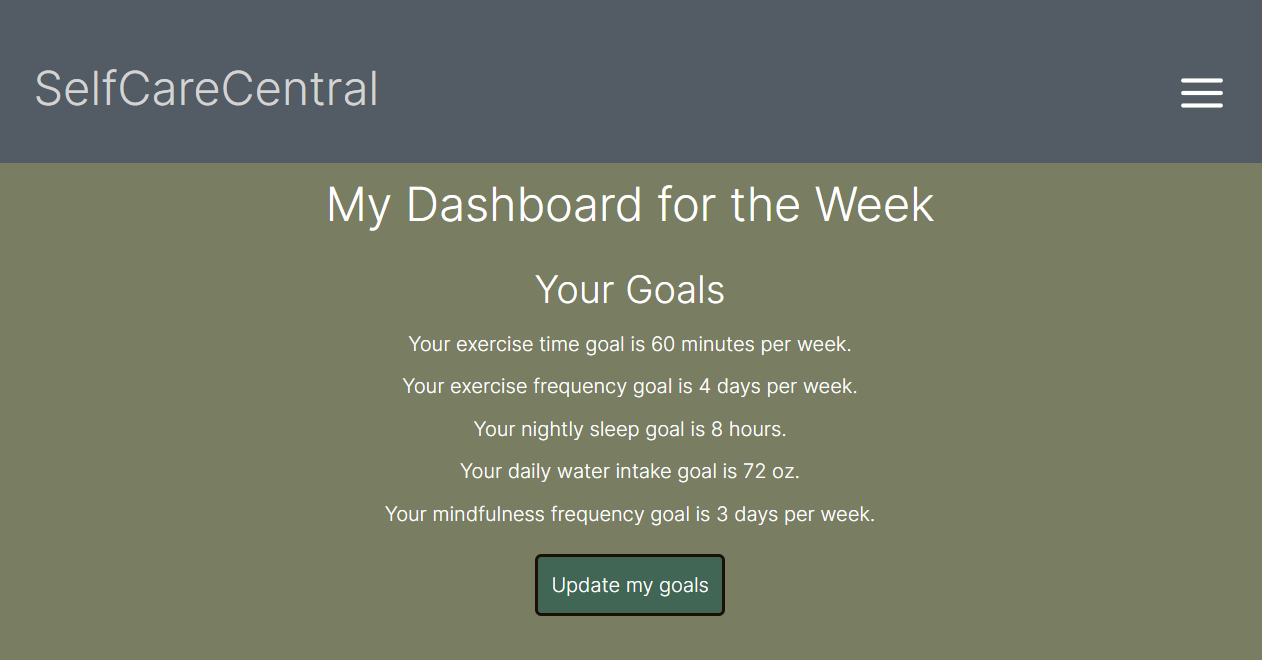 SelfCareCentral
My Dashboard for the Week
Your Goals
Your exercise time goal is 60 minutes per week.
Your exercise frequency goal is 4 days per week.
Your nightly sleep goal is 8 hours.
Your daily water intake goal is 72 oz.
Your mindfulness frequency goal is 3 days per week.
Update my goals